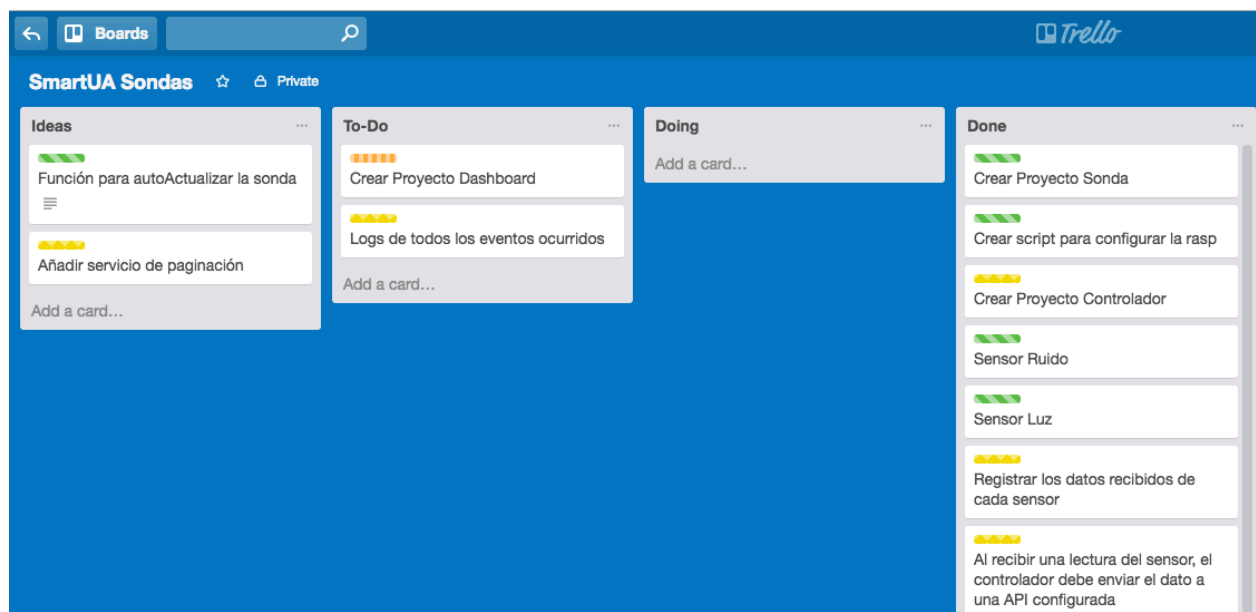 Boards
Trello
SmartUA Sondas
Private
Ideas
Función para autoActualizar la sonda
Añadir servicio de paginación
Add a card...
To-Do
Crear Proyecto Dashboard
Logs de todos los eventos ocurridos
Add a card...
Doing
Add a card...
Done
Crear Proyecto Sonda
Crear script para configurar la rasp
Crear Proyecto Controlador
Sensor Ruido
Sensor Luz
Registrar los datos recibidos de
cada sensor
Al recibir una lectura del sensor, el
controlador debe enviar el dato a
una API configurada